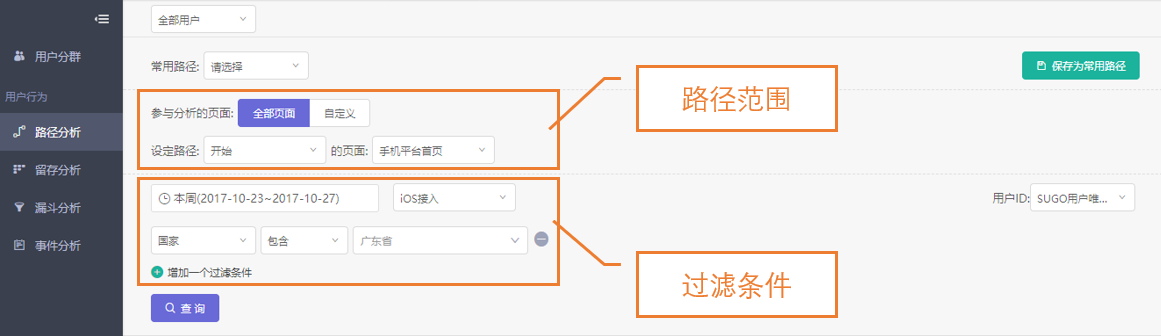 全部用户
用户分群
常用路径: 请选择
保存为常用路径
用户行为
参与分析的页面: 全部页面 自定义
路径范围
路径分析
设定路径: 开始 的页面: 手机平台首页
留存分析
本周(2017-10-23~2017-10-27) iOS接入
用户ID: SUGO用户唯...
漏斗分析
国家 包含 广东省
事件分析
增加一个过滤条件
过滤条件
查询